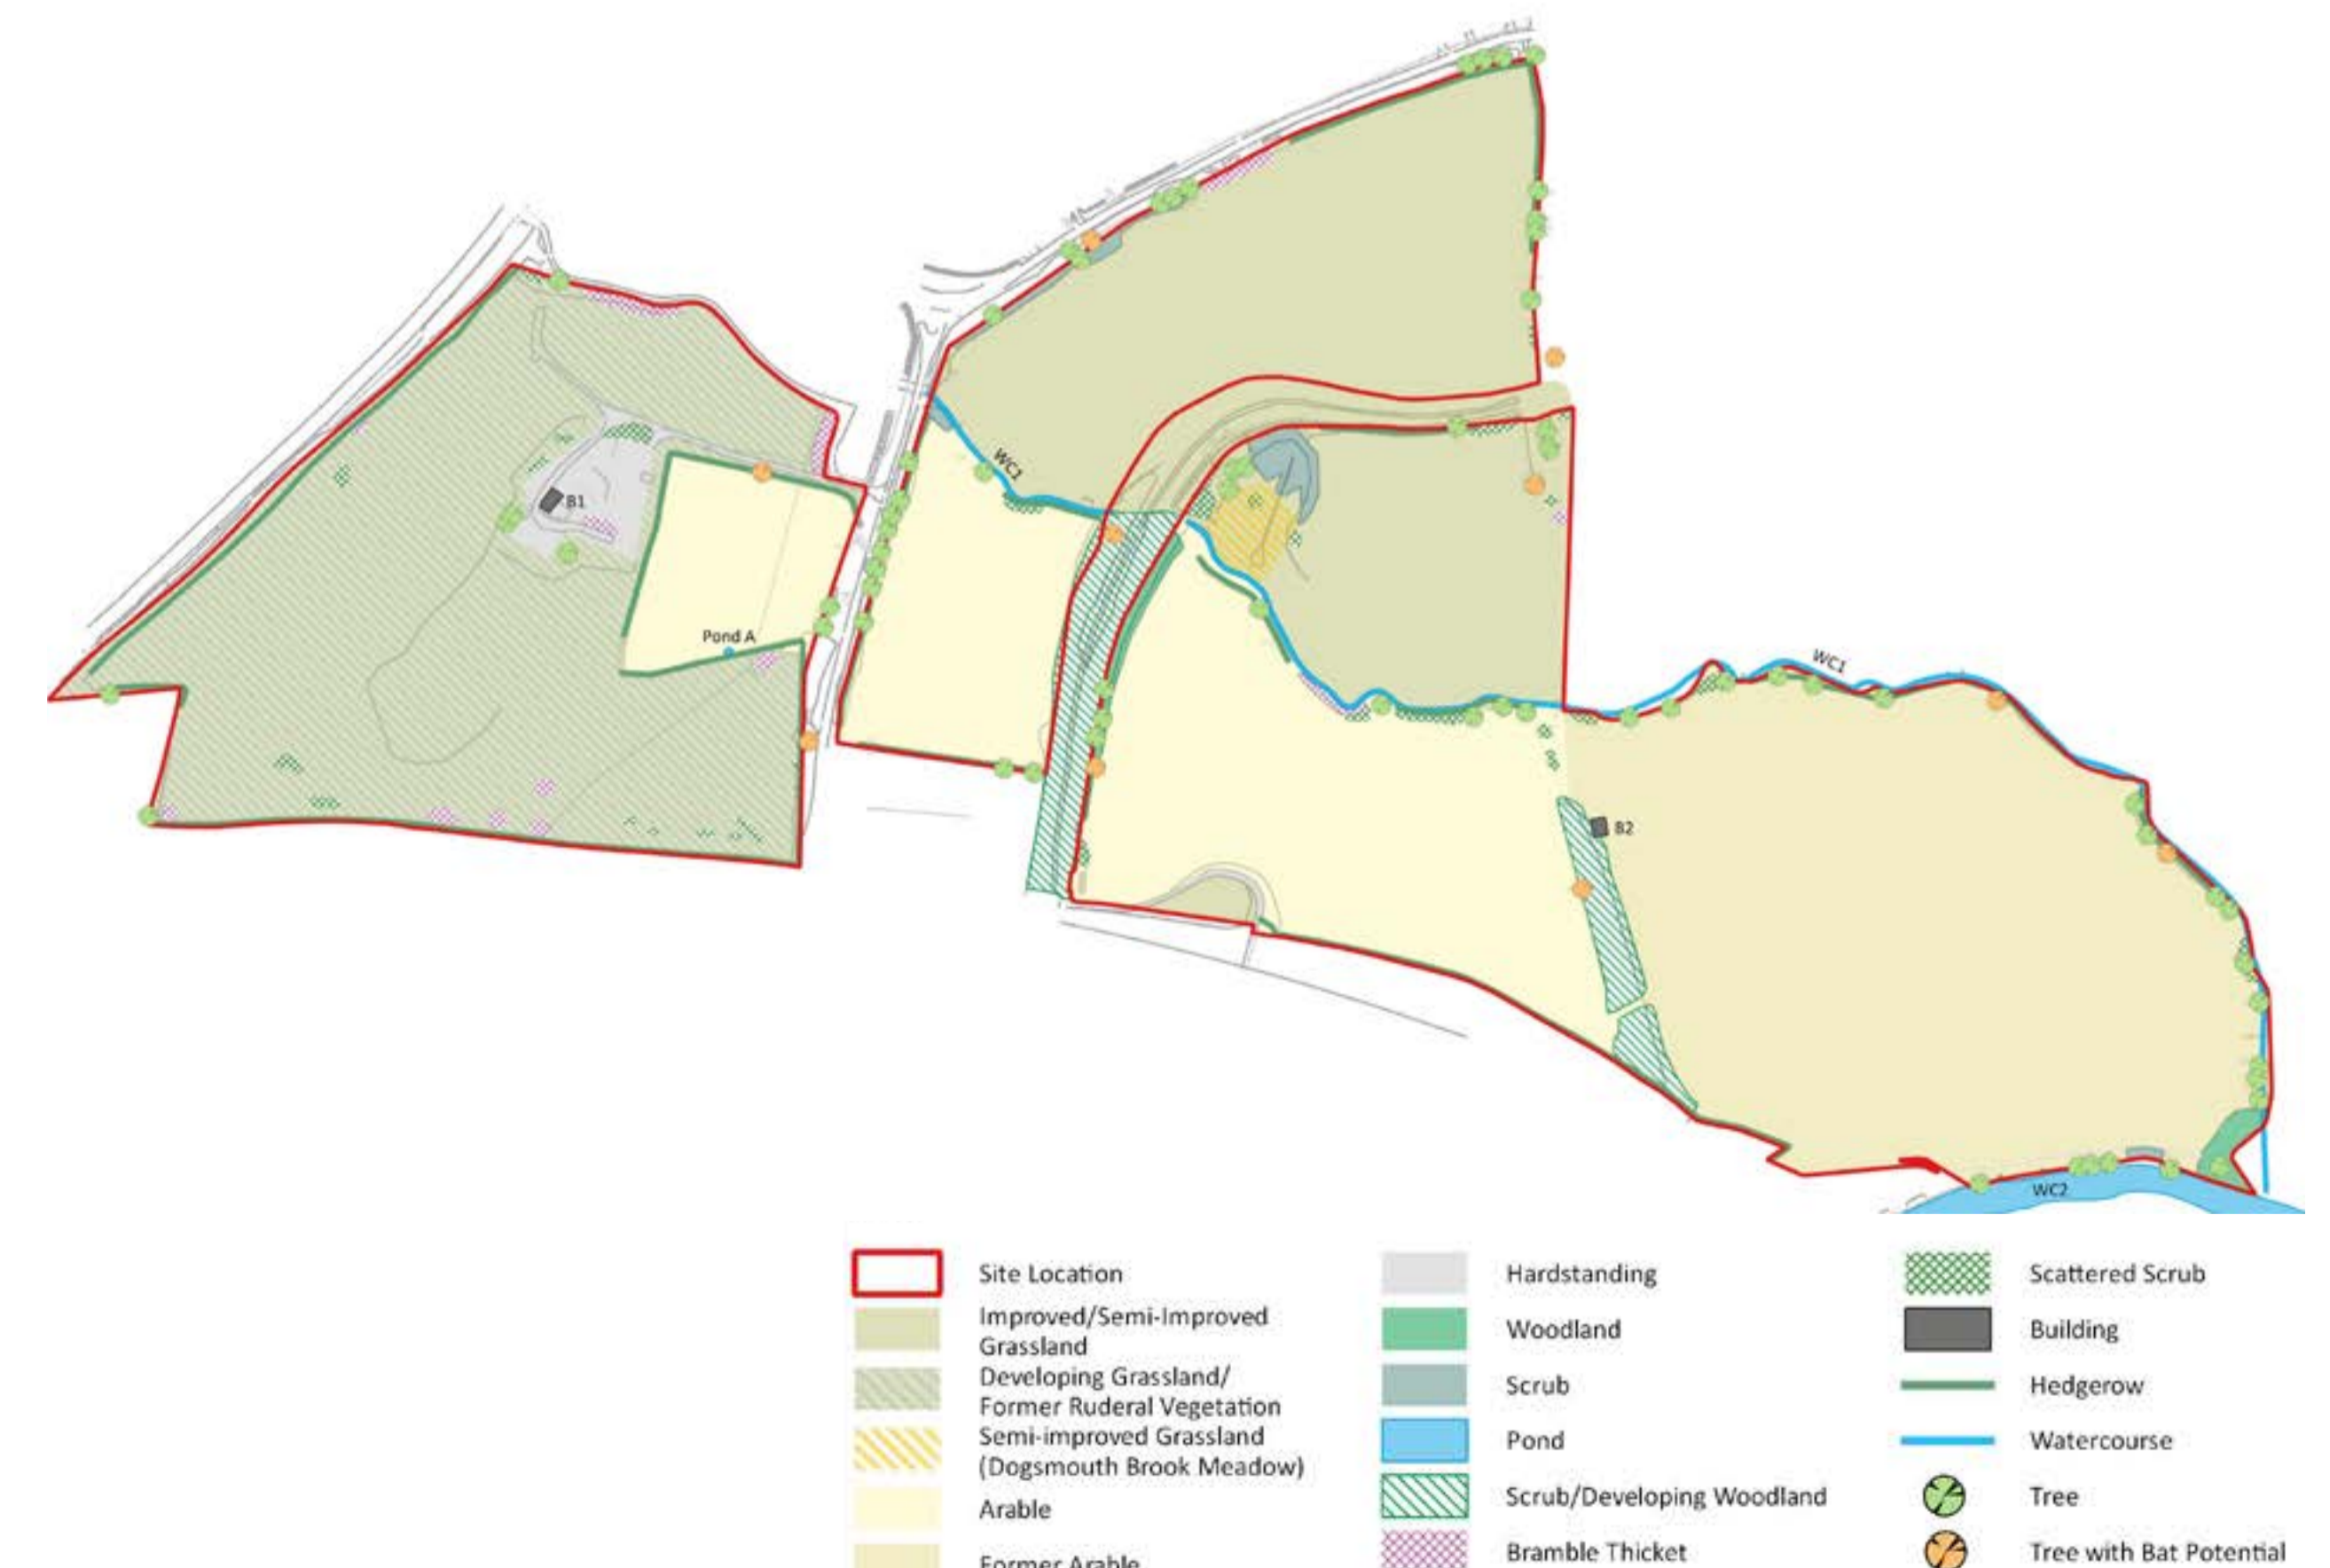 WC1
B1
Pond A
WC1
B2
WC2
Site Location
Improved/Semi-Improved
Grassland
Developing Grassland/
Former Ruderal Vegetation
Semi-improved Grassland
(Dogsmouth Brook Meadow)
Arable
Former Arable
Hardstanding
Woodland
Scrub
Pond
Scrub/Developing Woodland
Bramble Thicket
Scattered Scrub
Building
Hedgerow
Watercourse
Tree
Tree with Bat Potential